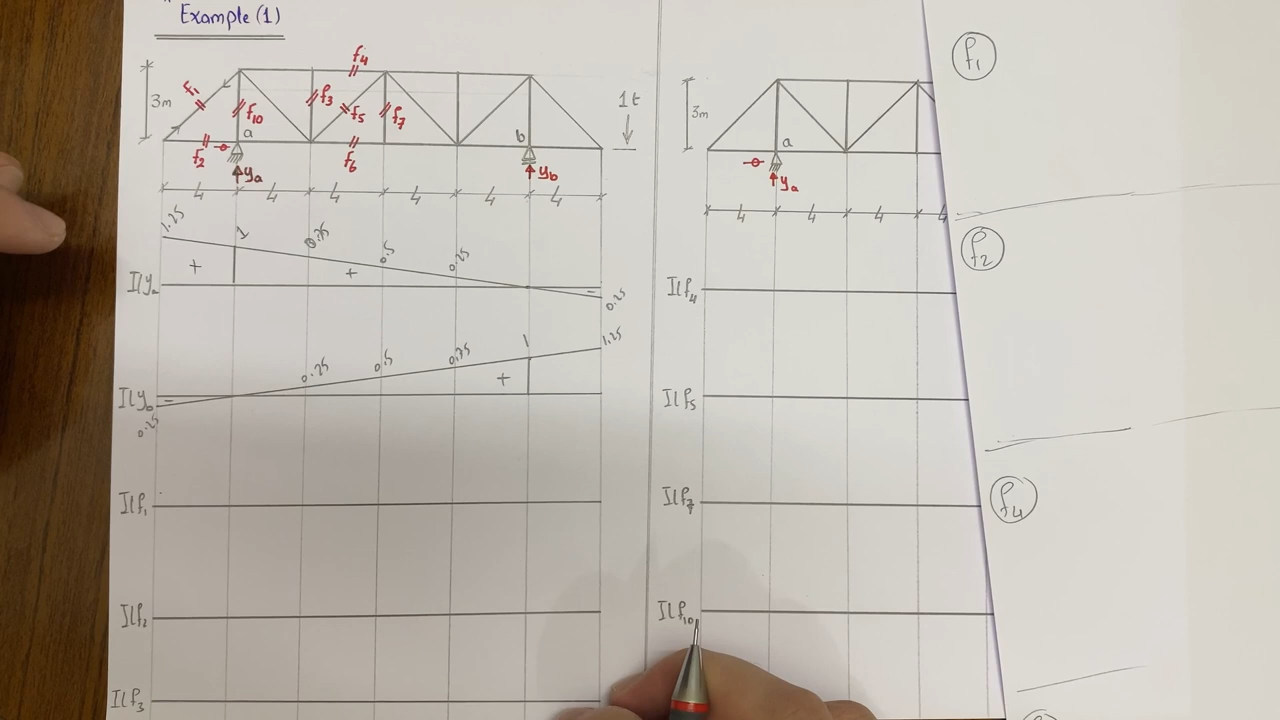 Example (1)
f4
3m
f1
f10
f3
f5
f7
f2
a
f6
b
1t
ya
yb
4 4 4 4 4 4
1.25 1 0.75 0.5 0.25
+ +
Ilya
- 0.25
0.25 0.5 0.75 1 1.25
+
Ilyb
-
0.25
Ilf1
Ilf2
Ilf3
3m
a
ya
4 4 4 4
Ilf4
Ilf5
Ilf7
Ilf10
f1
f2
f4